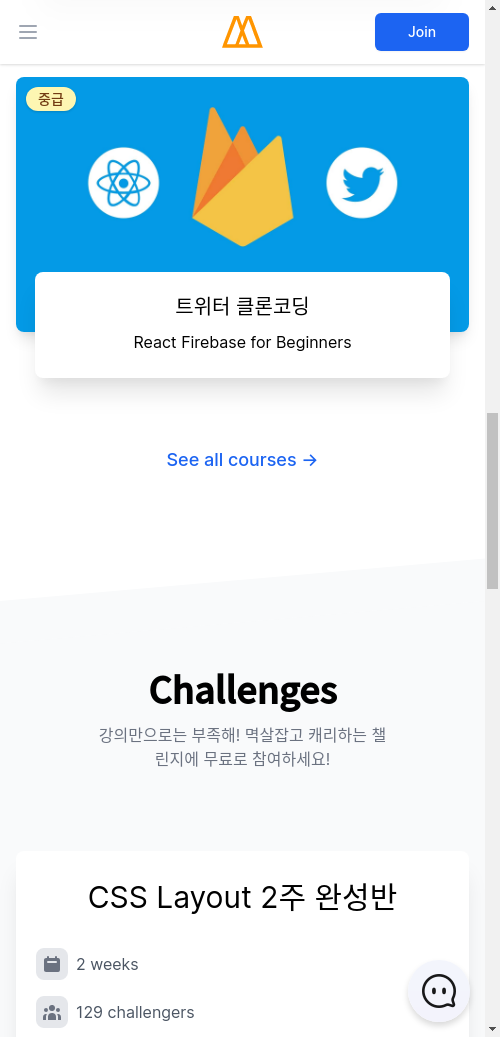 Join
중급
트위터 클론코딩
React Firebase for Beginners
See all courses →
Challenges
강의만으로는 부족해! 멱살잡고 캐리하는 챌
린지에 무료로 참여하세요!
CSS Layout 2주 완성반
2 weeks
129 challengers